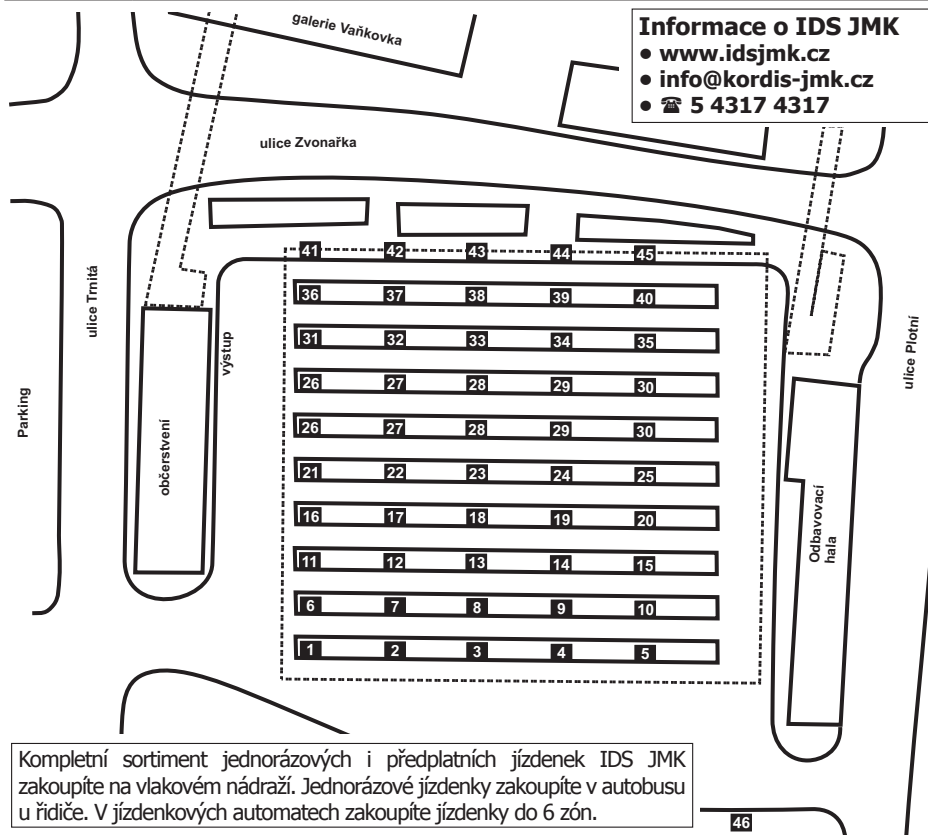 galerie Vaňkovka
Informace o IDS JMK
• www.idsjmk.cz
• info@kordis-jmk.cz
• ☎ 5 4317 4317
ulice Zvonařka
ulice Trnitá
ulice Plotní
Parking
výstup
občerstvení
Odbavovací
hala
41 42 43 44 45
36 37 38 39 40
31 32 33 34 35
26 27 28 29 30
26 27 28 29 30
21 22 23 24 25
16 17 18 19 20
11 12 13 14 15
6 7 8 9 10
1 2 3 4 5
Kompletní sortiment jednorázových i předplatních jízdenek IDS JMK
zakoupíte na vlakovém nádraží. Jednorázové jízdenky zakoupíte v autobusu
u řidiče. V jízdenkových automatech zakoupíte jízdenky do 6 zón.
46